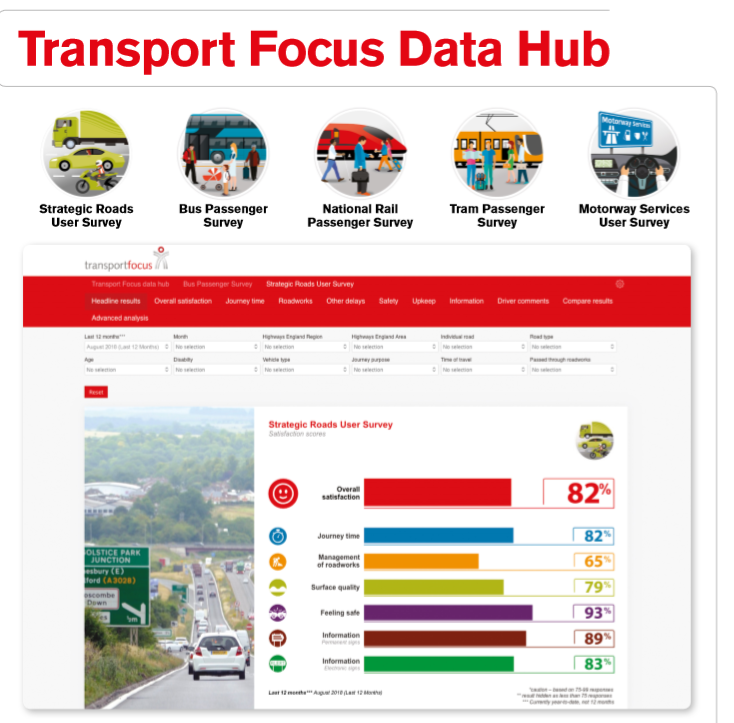 Transport Focus Data Hub
Strategic Roads
User Survey
Bus Passenger
Survey
National Rail
Passenger Survey
Tram Passenger
Survey
Motorway Services
User Survey
Motorway Services
transportfocus
Transport Focus data hub Bus Passenger Survey Strategic Roads User Survey
Headline results Overall satisfaction Journey time Roadworks Other delays Safety Upkeep Information Driver comments Compare results
Advanced analysis
Last 12 months*** Month Highways England Region Highways England Area Individual road Road type
August 2018 (Last 12 Months) No selection No selection No selection No selection No selection
Age Disability Vehicle type Journey purpose Time of travel Passed through roadworks
No selection No selection No selection No selection No selection No selection
Reset
Strategic Roads User Survey
Satisfaction scores
Overall
satisfaction
82%
Journey time 82%
Management
of roadworks
65%
Surface quality 79%
Feeling safe 93%
Information
Permanent signs
89%
Information
Electronic signs
83%
SOLSTICE PARK
JUNCTION
esbury (E)
(A3028)
Down
Last 12 months*** August 2018 (Last 12 Months)
*caution – based on 75-99 responses
** result hidden as less than 75 responses
*** Currently year-to-date, not 12 months